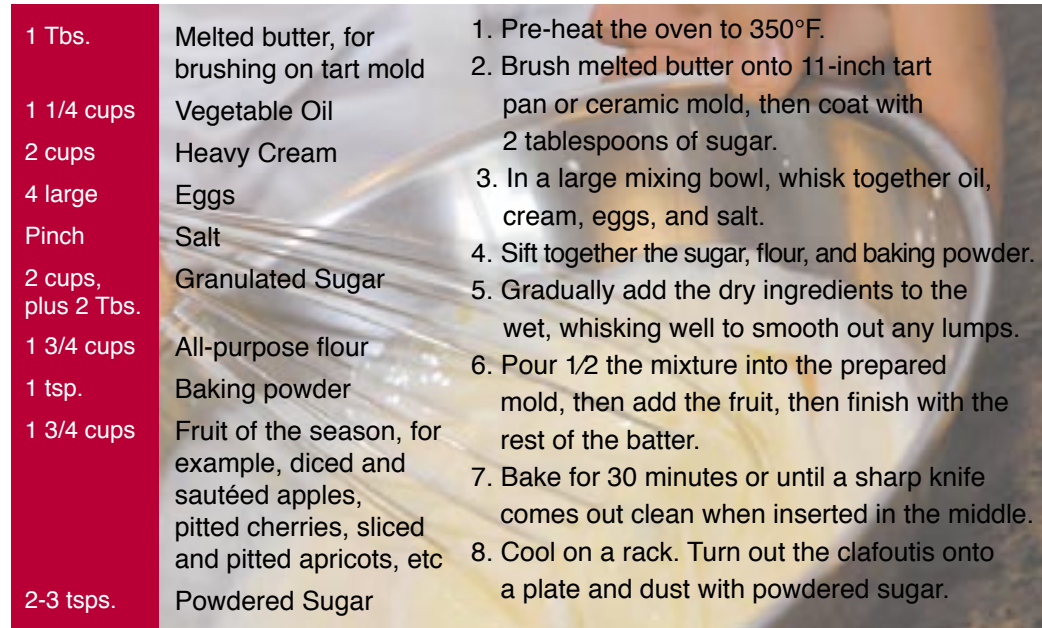 1 Tbs. Melted butter, for
brushing on tart mold
1 1/4 cups Vegetable Oil
2 cups Heavy Cream
4 large Eggs
Pinch Salt
2 cups, Granulated Sugar
plus 2 Tbs.
1 3/4 cups All-purpose flour
1 tsp. Baking powder
1 3/4 cups Fruit of the season, for
example, diced and
sautéed apples,
pitted cherries, sliced
and pitted apricots, etc
2-3 tsps. Powdered Sugar
1. Pre-heat the oven to 350°F.
2. Brush melted butter onto 11-inch tart
pan or ceramic mold, then coat with
2 tablespoons of sugar.
3. In a large mixing bowl, whisk together oil,
cream, eggs, and salt.
4. Sift together the sugar, flour, and baking powder.
5. Gradually add the dry ingredients to the
wet, whisking well to smooth out any lumps.
6. Pour 1⁄2 the mixture into the prepared
mold, then add the fruit, then finish with the
rest of the batter.
7. Bake for 30 minutes or until a sharp knife
comes out clean when inserted in the middle.
8. Cool on a rack. Turn out the clafoutis onto
a plate and dust with powdered sugar.